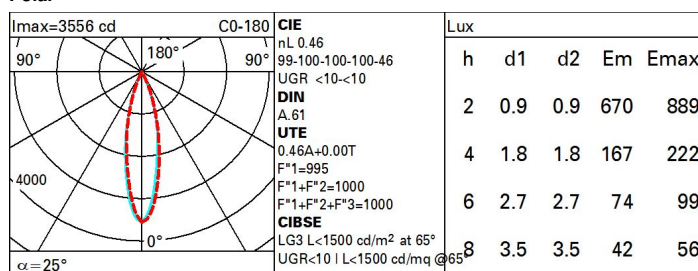 Imax=3556 cd C0-180
90° 180° 90°
4000
0°
α=25°
CIE
nL 0.46
99-100-100-100-46
UGR <10-<10
DIN
A.61
UTE
0.46A+0.00T
F"1=995
F"1+F"2=1000
F"1+F"2+F"3=1000
CIBSE
LG3 L<1500 cd/m² at 65°
UGR<10 | L<1500 cd/mq @65°
Lux
h d1 d2 Em Emax
2 0.9 0.9 670 889
4 1.8 1.8 167 222
6 2.7 2.7 74 99
8 3.5 3.5 42 56